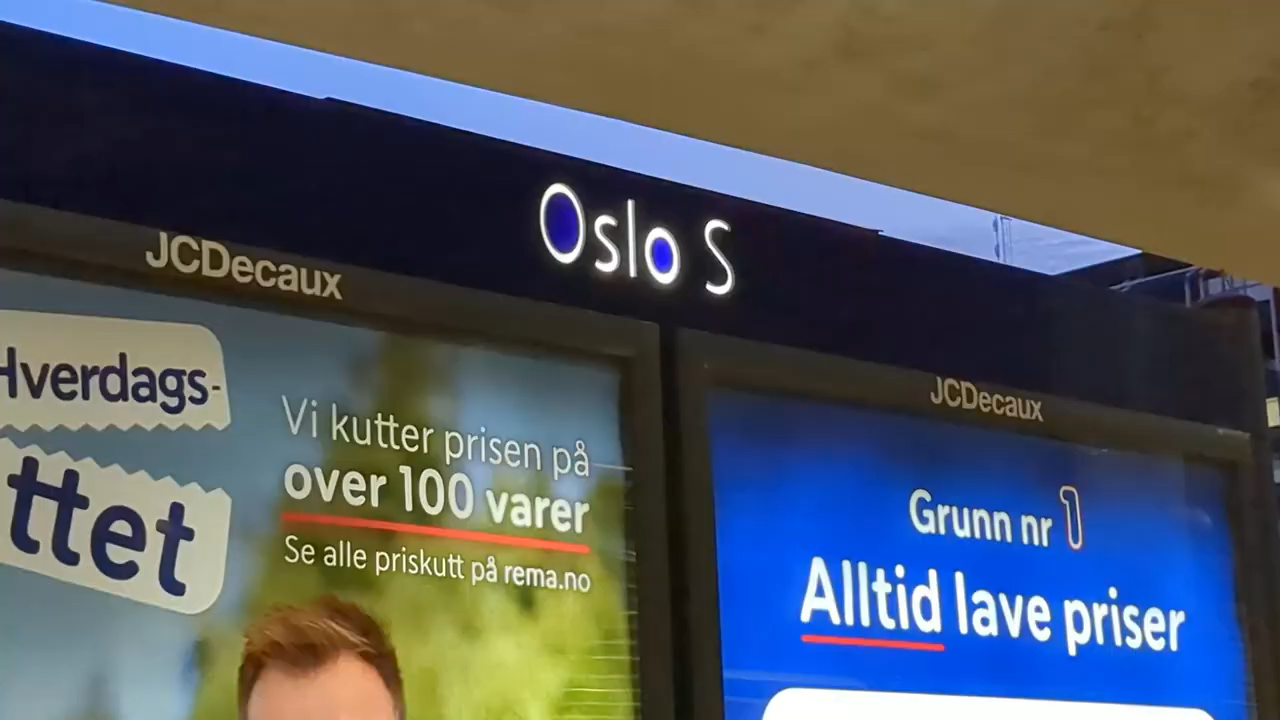 Oslo S
JCDecaux
Hverdags-
ttet
Vi kutter prisen på
over 100 varer
Se alle priskutt på rema.no
JCDecaux
Grunn nr 1
Alltid lave priser